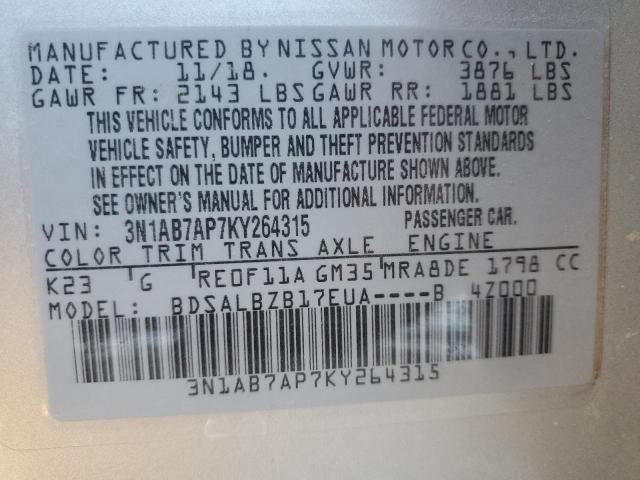 MANUFACTURED BY NISSAN MOTOR CO., LTD.
DATE: 11/18. GVWR: 3876 LBS
GAWR FR: 2143 LBS GAWR RR: 1881 LBS
THIS VEHICLE CONFORMS TO ALL APPLICABLE FEDERAL MOTOR
VEHICLE SAFETY, BUMPER AND THEFT PREVENTION STANDARDS
IN EFFECT ON THE DATE OF MANUFACTURE SHOWN ABOVE.
SEE OWNER'S MANUAL FOR ADDITIONAL INFORMATION.
VIN: 3N1AB7AP7KY264315 PASSENGER CAR.
COLOR TRIM TRANS AXLE ENGINE
K23 G RE0F11A GM35 MRA8DE 1798 CC
MODEL: BDSALBZB17EUA----B 4Z000
3N1AB7AP7KY264315